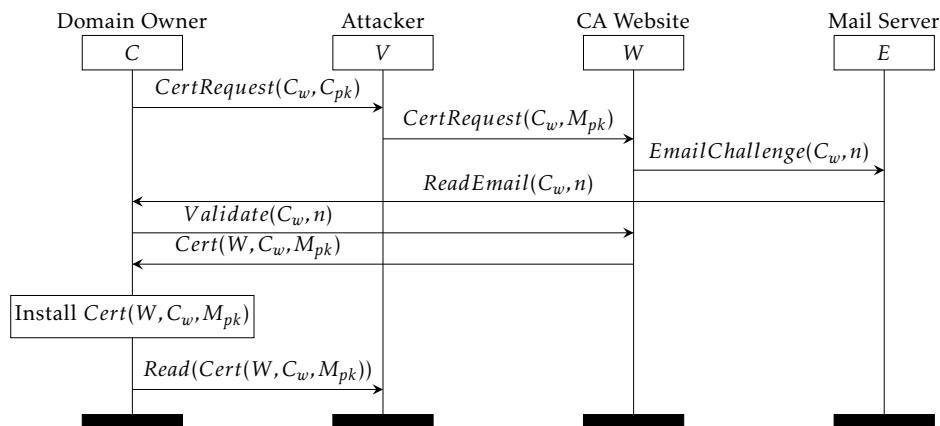 Domain Owner Attacker CA Website Mail Server
C V W E
CertRequest(C_w, C_pk)
CertRequest(C_w, M_pk)
EmailChallenge(C_w, n)
ReadEmail(C_w, n)
Validate(C_w, n)
Cert(W, C_w, M_pk)
Install Cert(W, C_w, M_pk)
Read(Cert(W, C_w, M_pk))